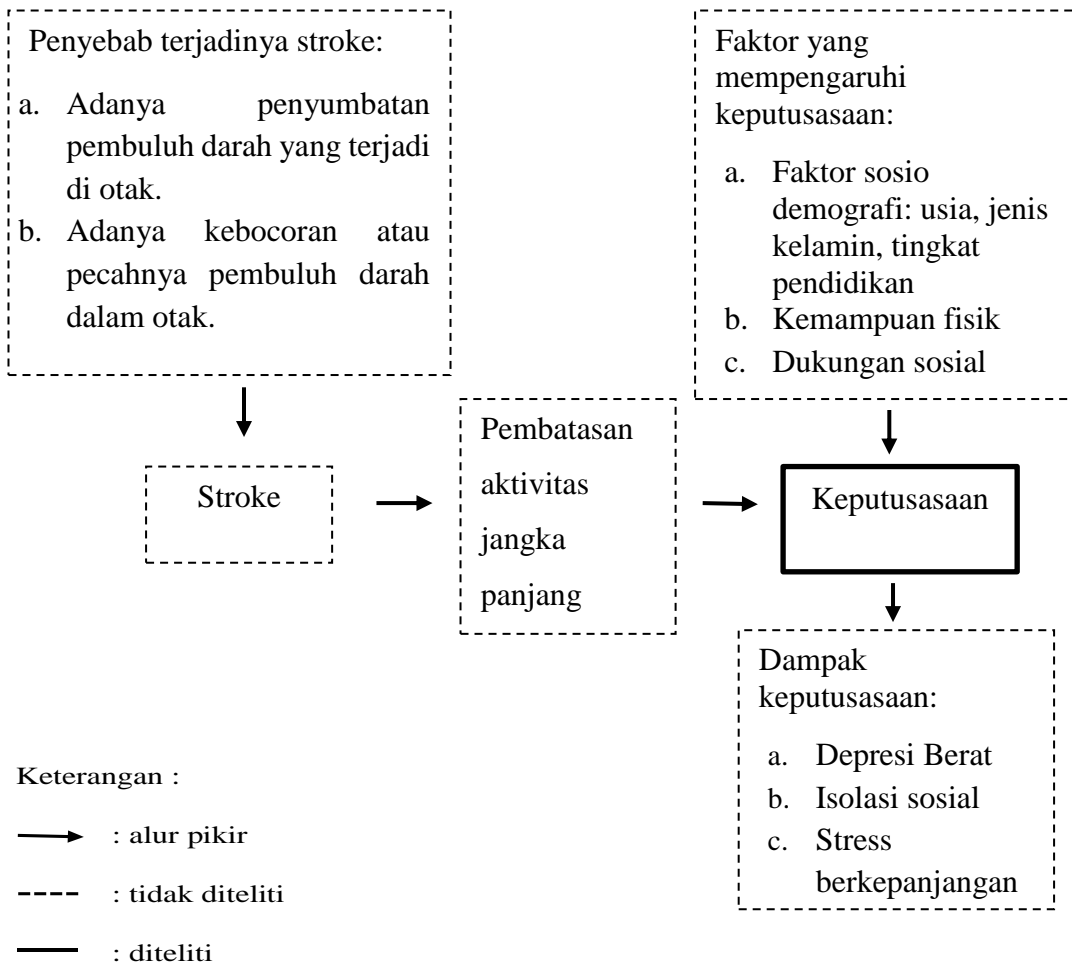 Penyebab terjadinya stroke:
a. Adanya penyumbatan
pembuluh darah yang terjadi
di otak.
b. Adanya kebocoran atau
pecahnya pembuluh darah
dalam otak.
Faktor yang
mempengaruhi
keputusasaan:
a. Faktor sosio
demografi: usia, jenis
kelamin, tingkat
pendidikan
b. Kemampuan fisik
c. Dukungan sosial
Stroke
Pembatasan
aktivitas
jangka
panjang
Keputusasaan
Dampak
keputusasaan:
a. Depresi Berat
b. Isolasi sosial
c. Stress
berkepanjangan
Keterangan :
: alur pikir
: tidak diteliti
: diteliti